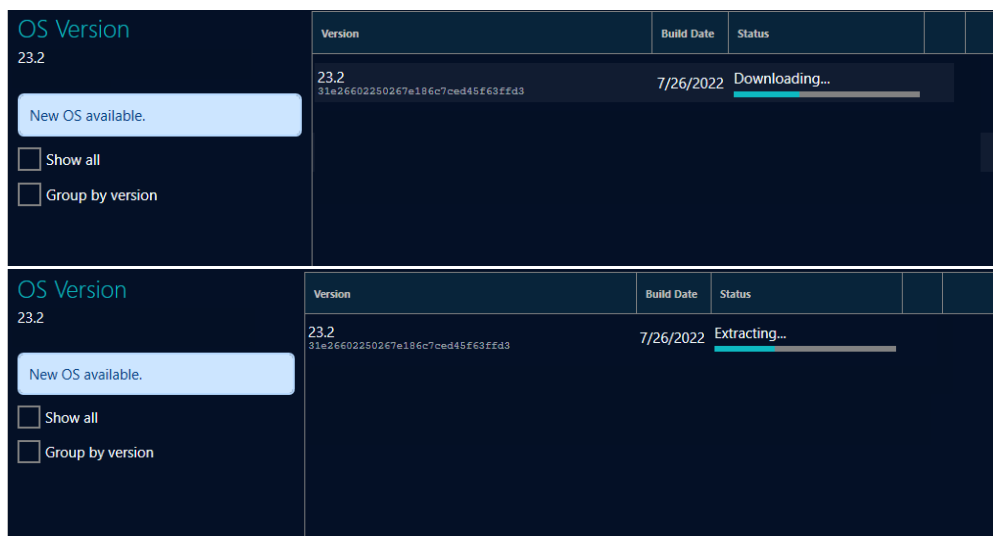 OS Version
23.2
New OS available.
Show all
Group by version
Version Build Date Status
23.2 7/26/2022 Downloading...
31e26602250267e186c7ced45f63ffd3
OS Version
23.2
New OS available.
Show all
Group by version
Version Build Date Status
23.2 7/26/2022 Extracting...
31e26602250267e186c7ced45f63ffd3